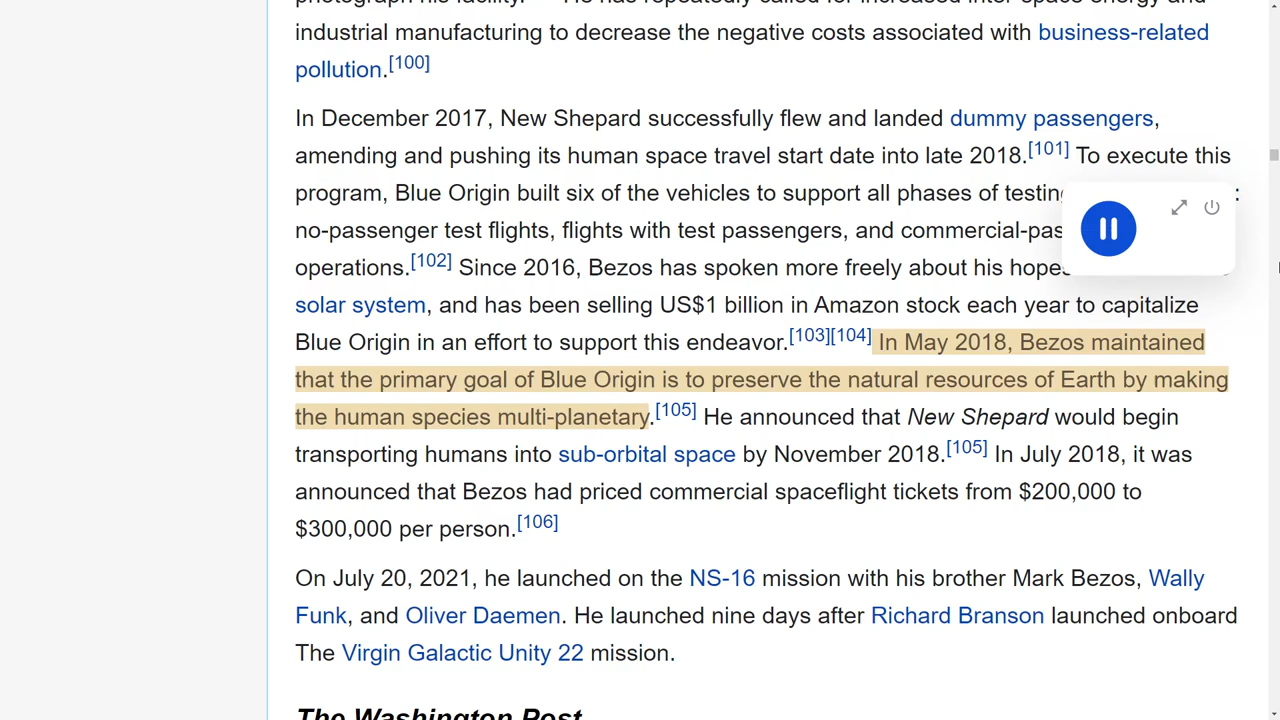 industrial manufacturing to decrease the negative costs associated with business-related
pollution.[100]
In December 2017, New Shepard successfully flew and landed dummy passengers,
amending and pushing its human space travel start date into late 2018.[101] To execute this
program, Blue Origin built six of the vehicles to support all phases of testing :
no-passenger test flights, flights with test passengers, and commercial-pas
operations.[102] Since 2016, Bezos has spoken more freely about his hopes
solar system, and has been selling US$1 billion in Amazon stock each year to capitalize
Blue Origin in an effort to support this endeavor.[103][104] In May 2018, Bezos maintained
that the primary goal of Blue Origin is to preserve the natural resources of Earth by making
the human species multi-planetary.[105] He announced that New Shepard would begin
transporting humans into sub-orbital space by November 2018.[105] In July 2018, it was
announced that Bezos had priced commercial spaceflight tickets from $200,000 to
$300,000 per person.[106]
On July 20, 2021, he launched on the NS-16 mission with his brother Mark Bezos, Wally
Funk, and Oliver Daemen. He launched nine days after Richard Branson launched onboard
The Virgin Galactic Unity 22 mission.
The Washington Post